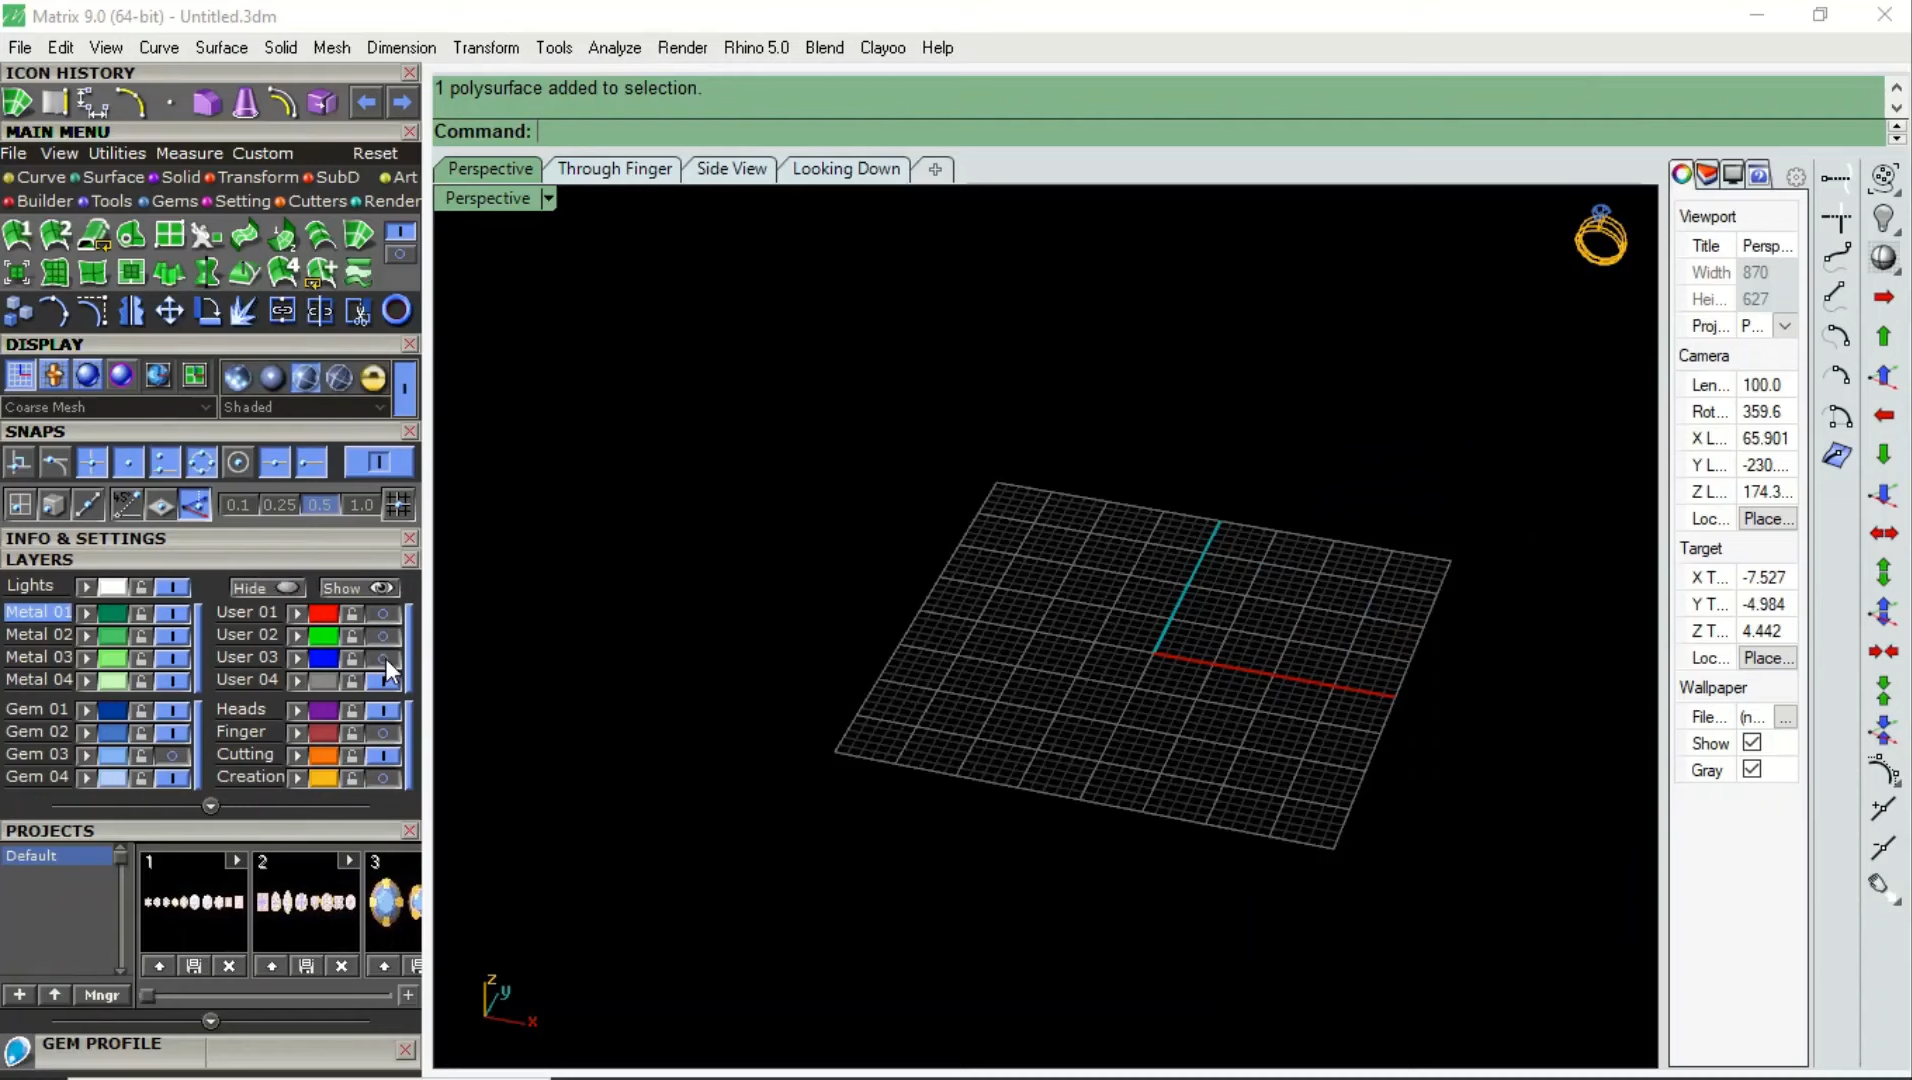 Matrix 9.0 (64-bit) - Untitled.3dm
File Edit View Curve Surface Solid Mesh Dimension Transform Tools Analyze Render Rhino 5.0 Blend Clayoo Help
ICON HISTORY
1 polysurface added to selection.
Command:
MAIN MENU
File View Utilities Measure Custom Reset
Curve Surface Solid Transform SubD Art
Builder Tools Gems Setting Cutters Render
Perspective Through Finger Side View Looking Down
Perspective
DISPLAY
Coarse Mesh Shaded
SNAPS
45°
0.1 0.25 0.5 1.0
INFO & SETTINGS
LAYERS
Lights Hide Show
Metal 01 User 01
Metal 02 User 02
Metal 03 User 03
Metal 04 User 04
Gem 01 Heads
Gem 02 Finger
Gem 03 Cutting
Gem 04 Creation
PROJECTS
Default
1 2 3
Mngr
GEM PROFILE
z
y
x
Viewport
Title Persp...
Width 870
Hei... 627
Proj... P...
Camera
Len... 100.0
Rot... 359.6
X L... 65.901
Y L... -230....
Z L... 174.3...
Loc... Place...
Target
X T... -7.527
Y T... -4.984
Z T... 4.442
Loc... Place...
Wallpaper
File... (n... ...
Show
Gray